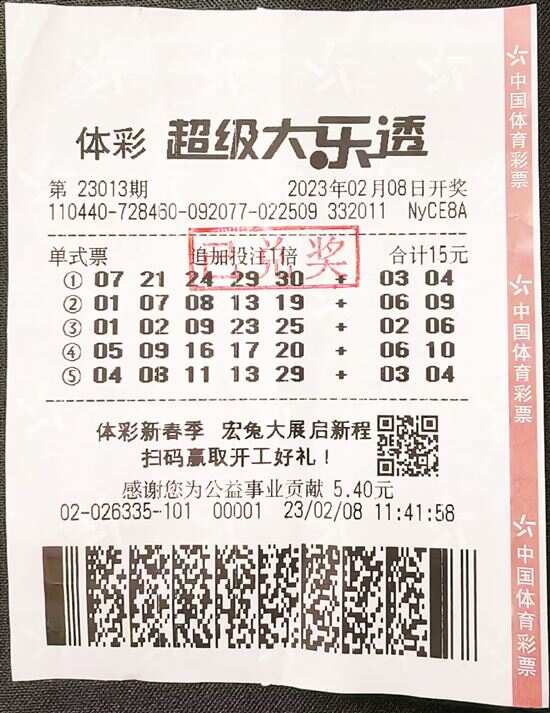 体彩 超级大乐透
第 23013期 2023年02月08日开奖
110440-728460-092077-022509 332011 NyCE8A
单式票 追加投注1倍 合计15元
已兑奖
① 07 21 24 29 30 + 03 04
② 01 07 08 13 19 + 06 09
③ 01 02 09 23 25 + 02 06
④ 05 09 16 17 20 + 06 10
⑤ 04 08 11 13 29 + 03 04
体彩新春季 宏兔大展启新程
扫码赢取开工好礼！
感谢您为公益事业贡献 5.40元
02-026335-101 00001 23/02/08 11:41:58
中国体育彩票
中国体育彩票
中国体育彩票